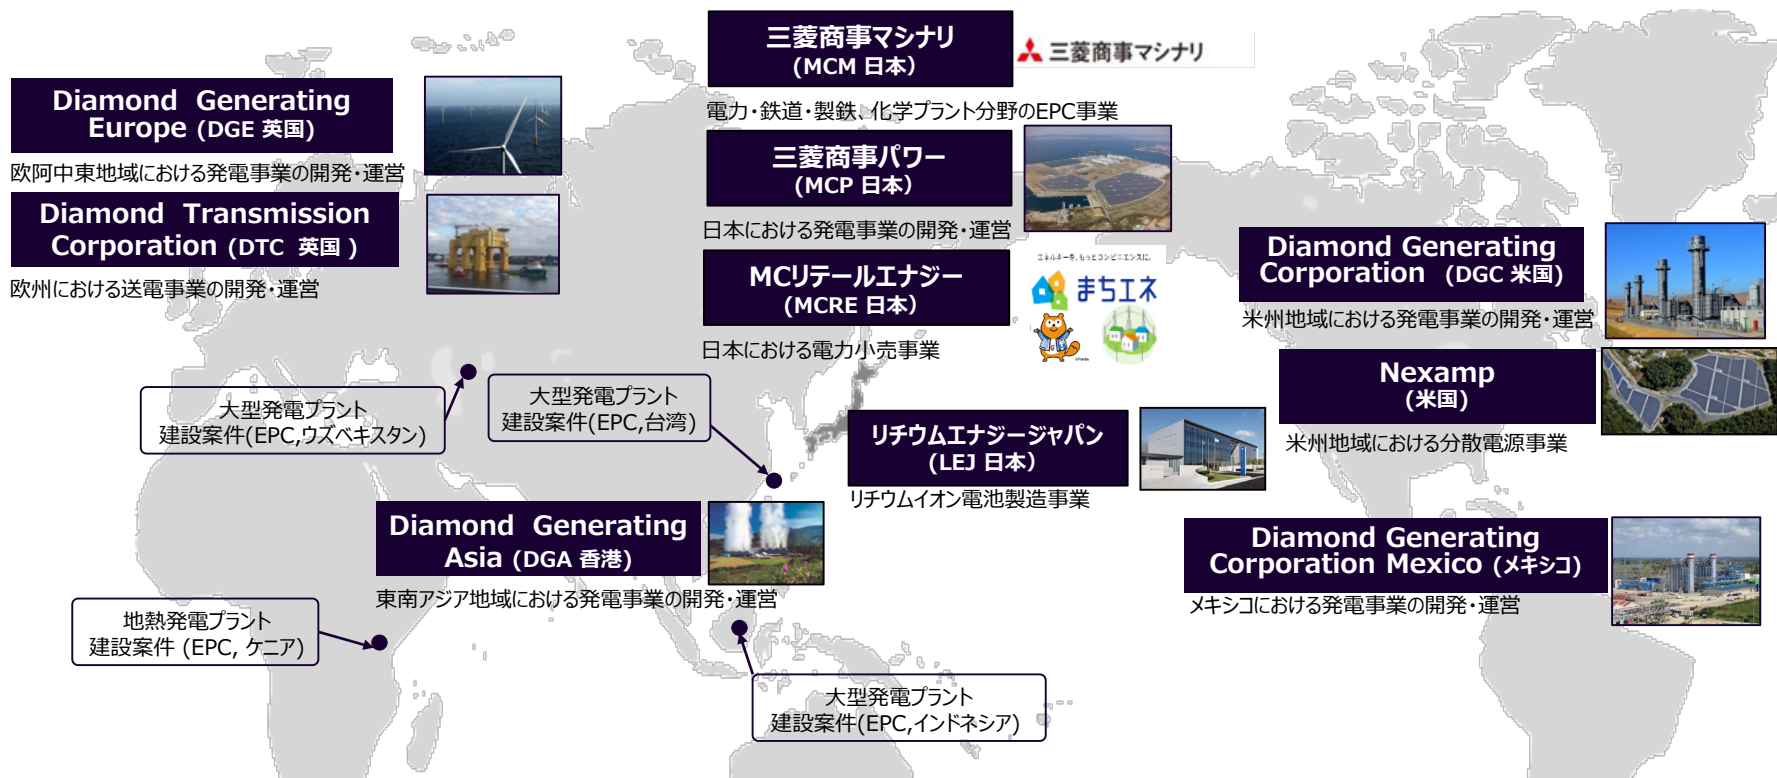 Diamond Generating
Europe (DGE 英国)
欧阿中東地域における発電事業の開発・運営
Diamond Transmission
Corporation (DTC 英国 )
欧州における送電事業の開発・運営
三菱商事マシナリ
(MCM 日本)
三菱商事マシナリ
電力・鉄道・製鉄、化学プラント分野のEPC事業
三菱商事パワー
(MCP 日本)
日本における発電事業の開発・運営
MCリテールエナジー
(MCRE 日本)
エネルギーを、もっとコンビニエンスに。
まちエネ
日本における電力小売事業
Diamond Generating
Corporation (DGC 米国)
米州地域における発電事業の開発・運営
Nexamp
(米国)
米州地域における分散電源事業
大型発電プラント
建設案件(EPC,ウズベキスタン)
大型発電プラント
建設案件(EPC,台湾)
リチウムエナジージャパン
(LEJ 日本)
リチウムイオン電池製造事業
Diamond Generating
Asia (DGA 香港)
東南アジア地域における発電事業の開発・運営
Diamond Generating
Corporation Mexico (メキシコ)
メキシコにおける発電事業の開発・運営
地熱発電プラント
建設案件 (EPC, ケニア)
大型発電プラント
建設案件(EPC,インドネシア)